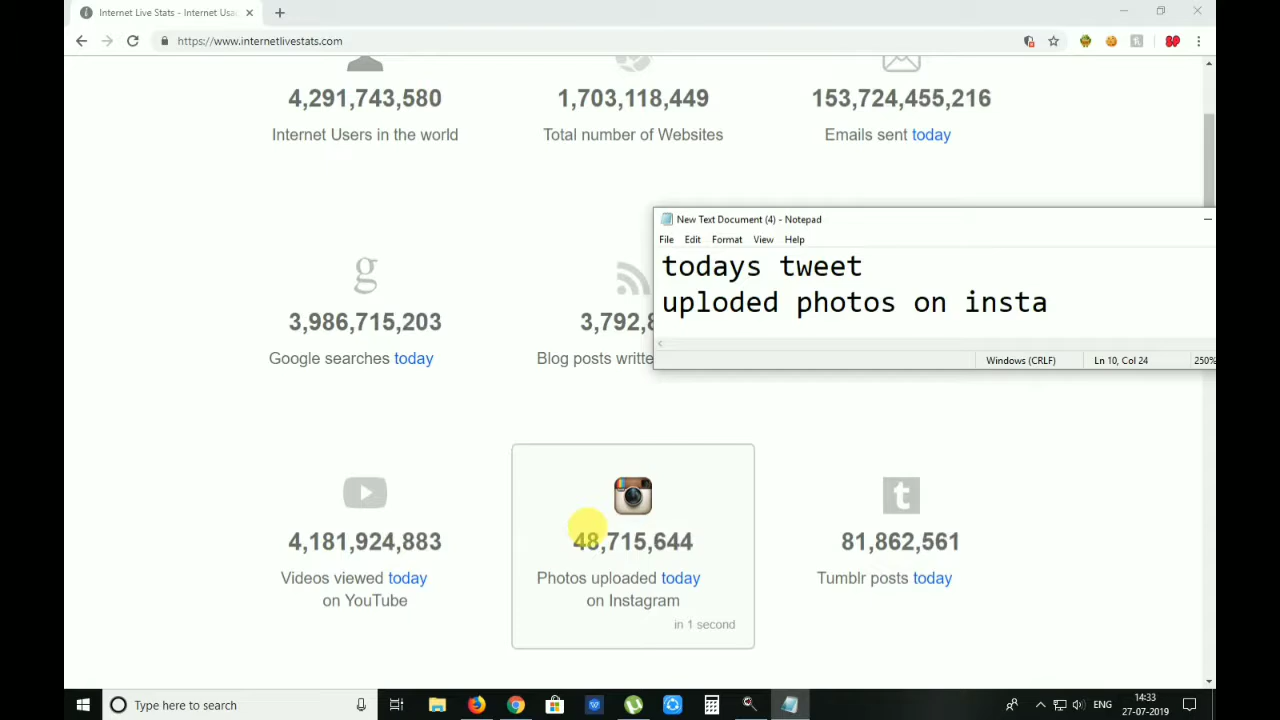 Internet Live Stats - Internet Usa
https://www.internetlivestats.com
4,291,743,580
1,703,118,449
153,724,455,216
Internet Users in the world
Total number of Websites
Emails sent today
New Text Document (4) - Notepad
File Edit Format View Help
todays tweet
uploded photos on insta
Windows (CRLF)
Ln 10, Col 24
250%
g
3,986,715,203
3,792,8
Google searches today
Blog posts writte
t
4,181,924,883
48,715,644
81,862,561
Videos viewed today
on YouTube
Photos uploaded today
on Instagram
Tumblr posts today
in 1 second
Type here to search
ENG
14:33
27-07-2019